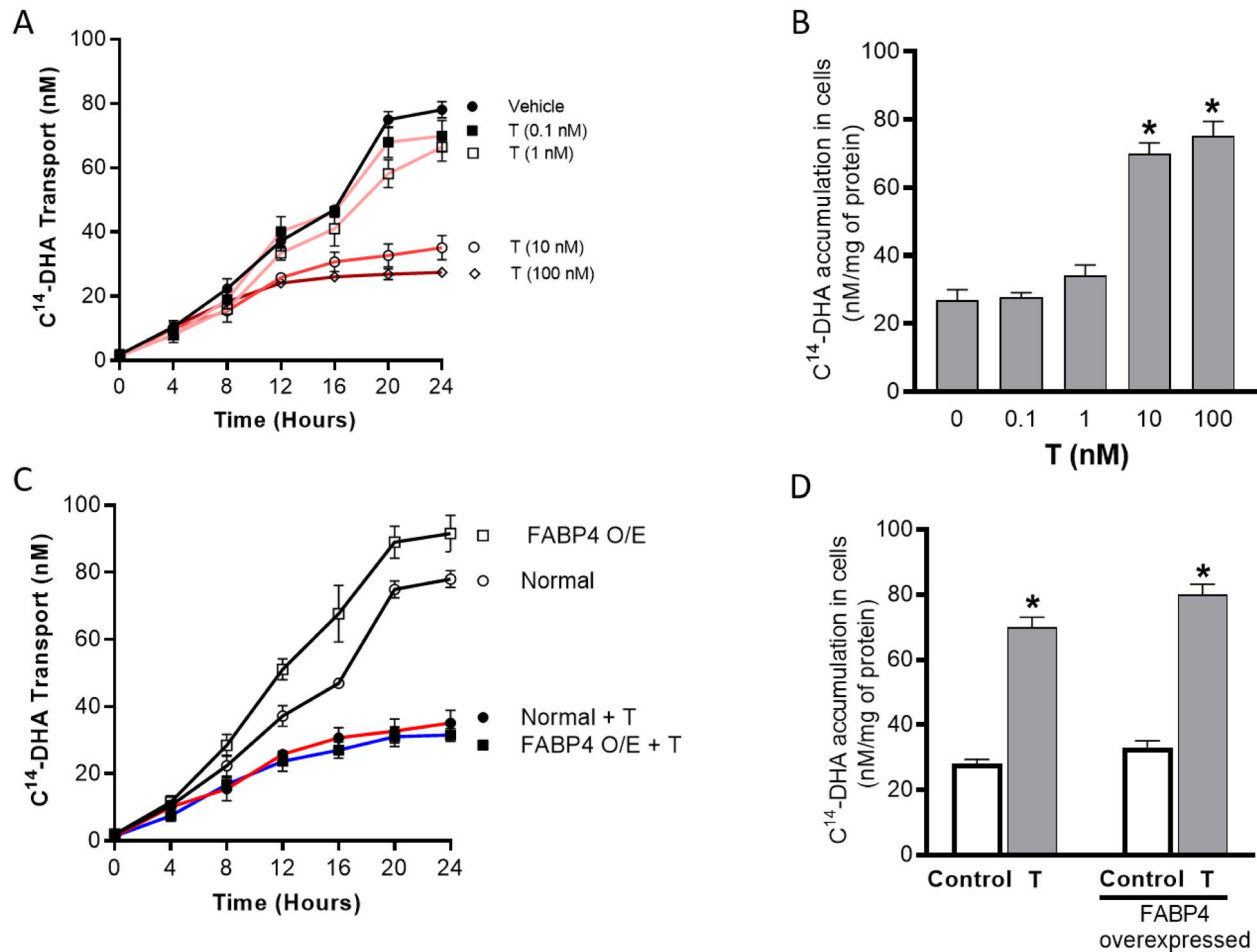 A
C¹⁴-DHA Transport (nM)
100
80
60
40
20
0
0 4 8 12 16 20 24
Time (Hours)
Vehicle
T (0.1 nM)
T (1 nM)
T (10 nM)
T (100 nM)
B
C¹⁴-DHA accumulation in cells
(nM/mg of protein)
100
80
60
40
20
0
* *
0 0.1 1 10 100
T (nM)
C
C¹⁴-DHA Transport (nM)
100
80
60
40
20
0
0 4 8 12 16 20 24
Time (Hours)
FABP4 O/E
Normal
Normal + T
FABP4 O/E + T
D
C¹⁴-DHA accumulation in cells
(nM/mg of protein)
100
80
60
40
20
0
* *
Control T Control T
FABP4
overexpressed